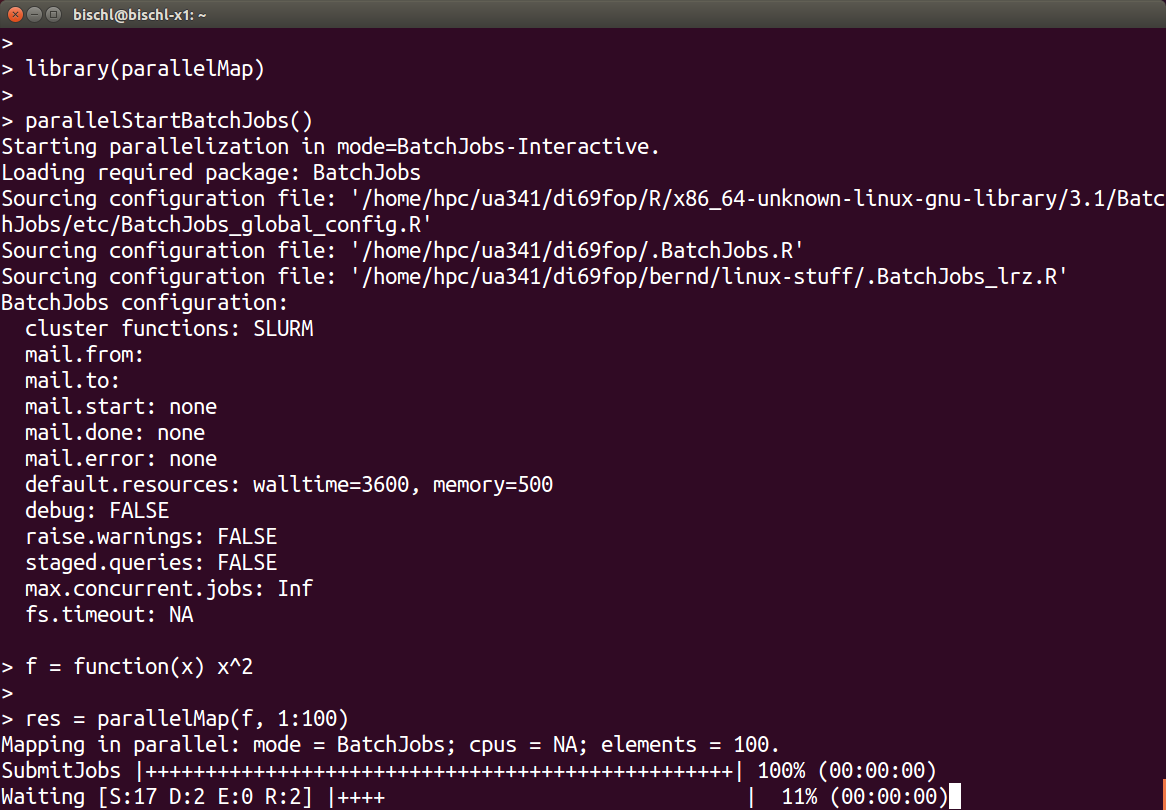 bischl@bischl-x1: ~
>
> library(parallelMap)
>
> parallelStartBatchJobs()
Starting parallelization in mode=BatchJobs-Interactive.
Loading required package: BatchJobs
Sourcing configuration file: '/home/hpc/ua341/di69fop/R/x86_64-unknown-linux-gnu-library/3.1/Batc
hJobs/etc/BatchJobs_global_config.R'
Sourcing configuration file: '/home/hpc/ua341/di69fop/.BatchJobs.R'
Sourcing configuration file: '/home/hpc/ua341/di69fop/bernd/linux-stuff/.BatchJobs_lrz.R'
BatchJobs configuration:
  cluster functions: SLURM
  mail.from:
  mail.to:
  mail.start: none
  mail.done: none
  mail.error: none
  default.resources: walltime=3600, memory=500
  debug: FALSE
  raise.warnings: FALSE
  staged.queries: FALSE
  max.concurrent.jobs: Inf
  fs.timeout: NA

> f = function(x) x^2
>
> res = parallelMap(f, 1:100)
Mapping in parallel: mode = BatchJobs; cpus = NA; elements = 100.
SubmitJobs |+++++++++++++++++++++++++++++++++++++++++++++++++| 100% (00:00:00)
Waiting [S:17 D:2 E:0 R:2] |++++                              |  11% (00:00:00)